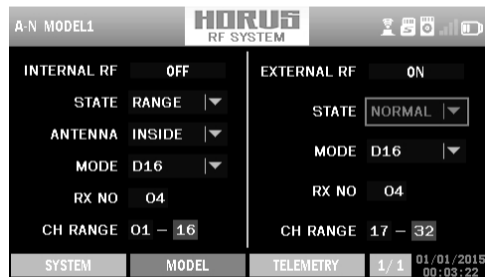 A-N MODEL1
HORUS
RF SYSTEM
INTERNAL RF OFF
STATE RANGE
ANTENNA INSIDE
MODE D16
RX NO 04
CH RANGE 01 – 16
EXTERNAL RF ON
STATE NORMAL
MODE D16
RX NO 04
CH RANGE 17 – 32
SYSTEM MODEL TELEMETRY 1/1 01/01/2015
00:03:22